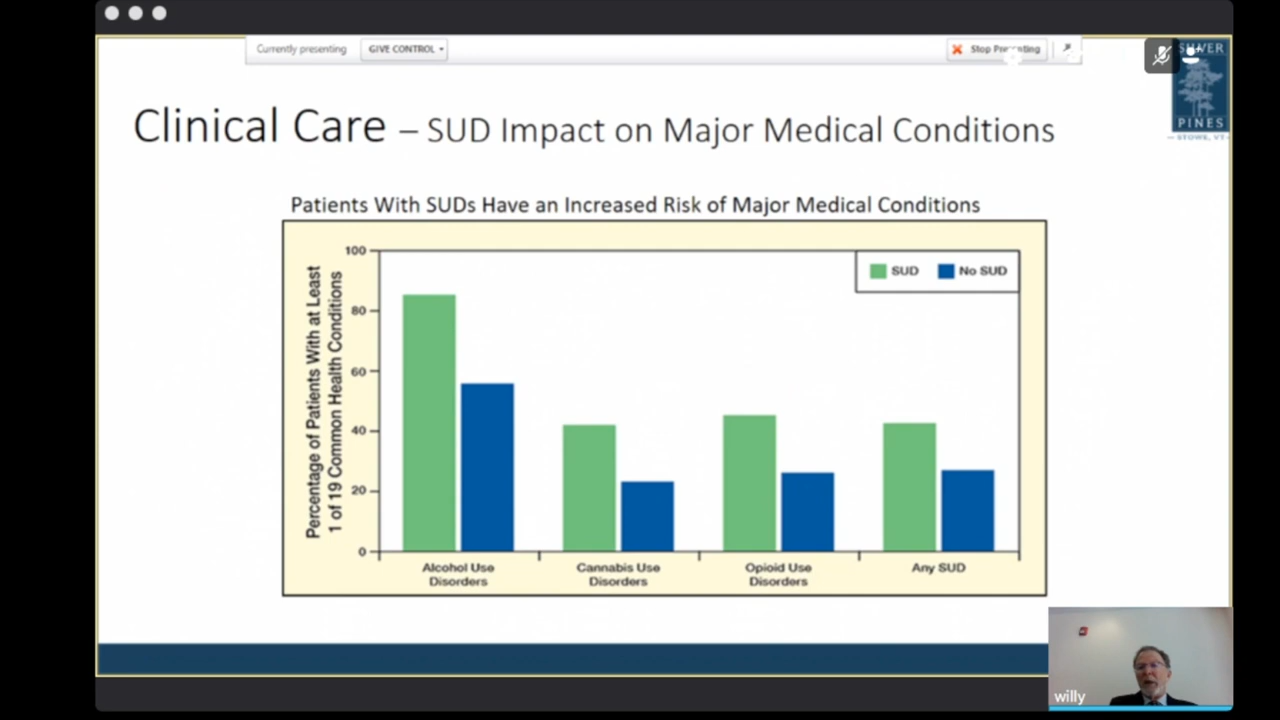 Currently presenting
GIVE CONTROL
Stop Presenting
SILVER
PINES
STOWE, VT
Clinical Care – SUD Impact on Major Medical Conditions
Patients With SUDs Have an Increased Risk of Major Medical Conditions
Percentage of Patients With at Least
1 of 19 Common Health Conditions
100
80
60
40
20
0
SUD
No SUD
Alcohol Use
Disorders
Cannabis Use
Disorders
Opioid Use
Disorders
Any SUD
willy